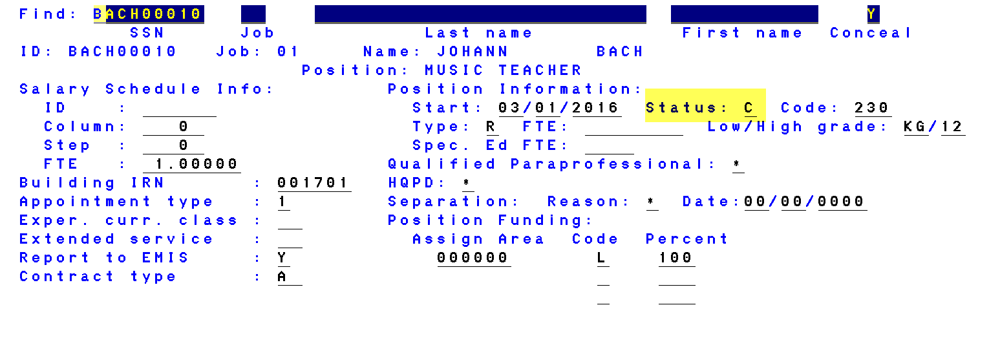 Find: BACH00010 Y
SSN Job Last name First name Conceal
ID: BACH00010 Job: 01 Name: JOHANN BACH
Position: MUSIC TEACHER
Salary Schedule Info: Position Information:
ID : Start: 03/01/2016 Status: C Code: 230
Column: 0 Type: R FTE: Low/High grade: KG/12
Step : 0 Spec. Ed FTE:
FTE : 1.00000 Qualified Paraprofessional: *
Building IRN : 001701 HQPD: *
Appointment type : 1 Separation: Reason: * Date:00/00/0000
Exper. curr. class : Position Funding:
Extended service : Assign Area Code Percent
Report to EMIS : Y 000000 L 100
Contract type : A